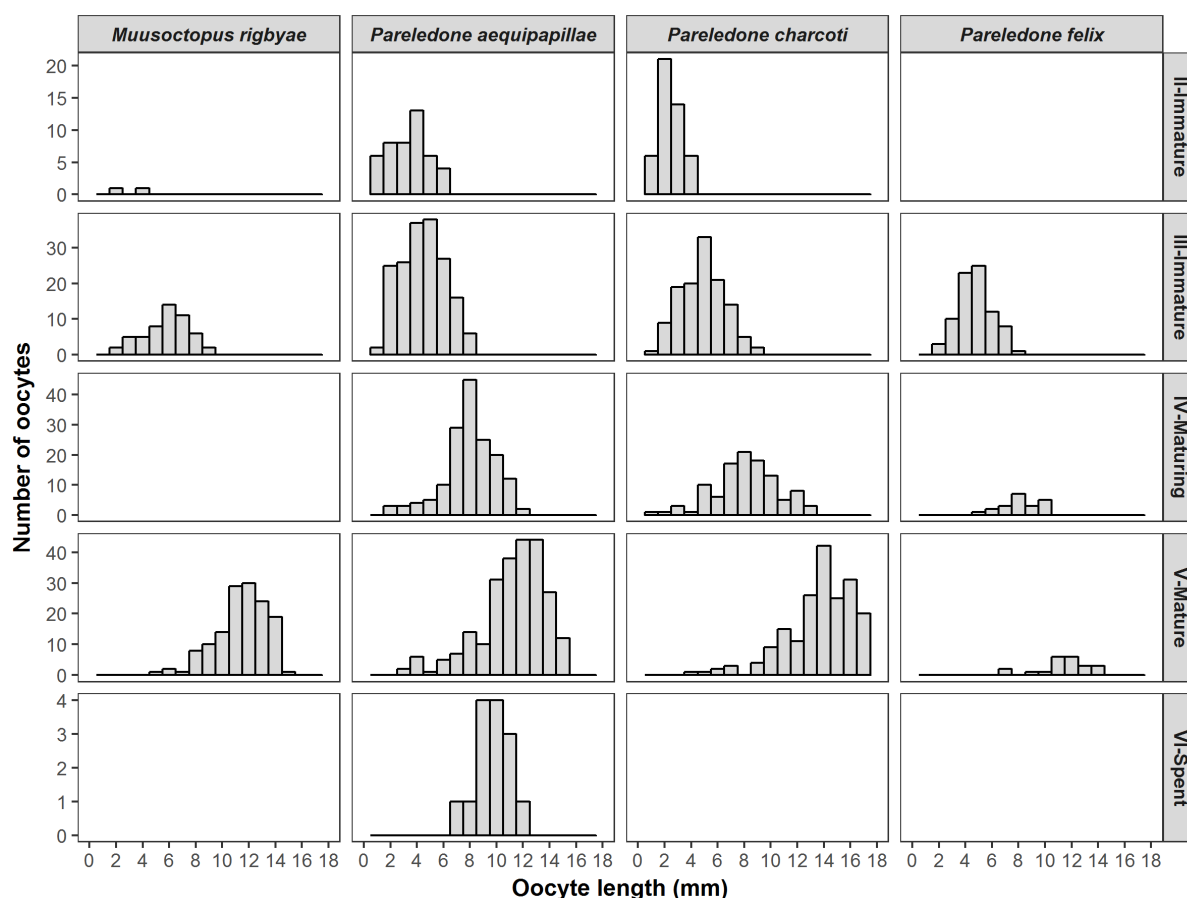 Muusoctopus rigbyae Pareledone aequipapillae Pareledone charcoti Pareledone felix
20
15
10
5
0
II-Immature
30
20
10
0
III-Immature
40
30
20
10
0
IV-Maturing
40
30
20
10
0
V-Mature
4
3
2
1
0
VI-Spent
Number of oocytes
0 2 4 6 8 10 12 14 16 18 0 2 4 6 8 10 12 14 16 18 0 2 4 6 8 10 12 14 16 18 0 2 4 6 8 10 12 14 16 18
Oocyte length (mm)